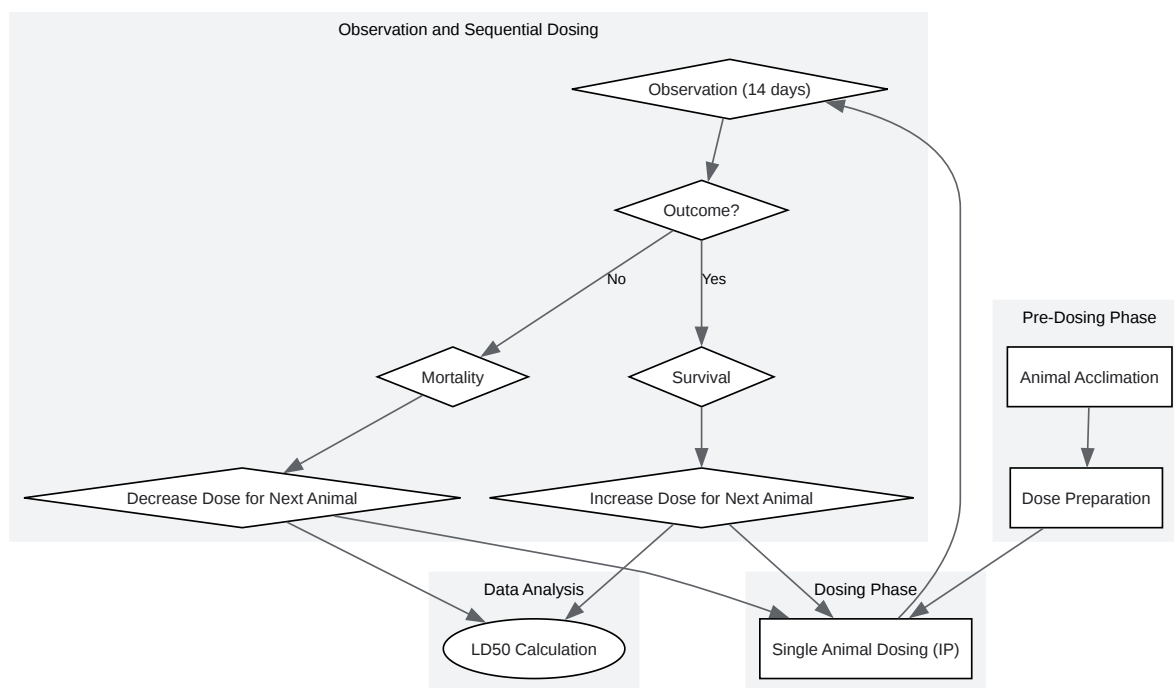 Observation and Sequential Dosing
Observation (14 days)
Outcome?
No
Yes
Pre-Dosing Phase
Mortality
Survival
Animal Acclimation
Decrease Dose for Next Animal
Increase Dose for Next Animal
Dose Preparation
Data Analysis
Dosing Phase
LD50 Calculation
Single Animal Dosing (IP)